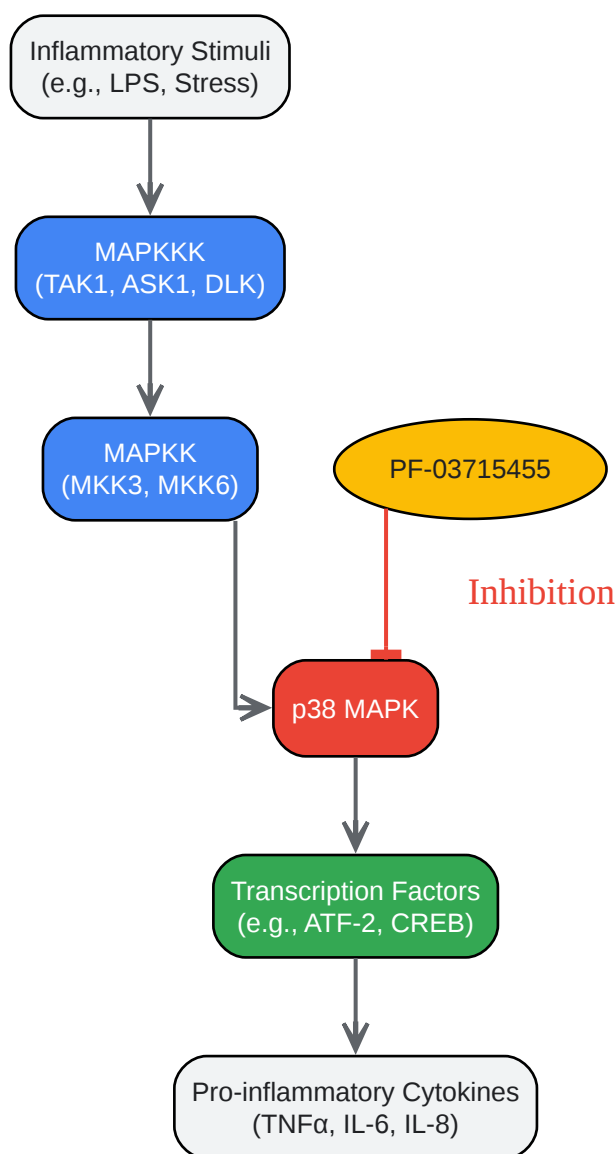 Inflammatory Stimuli
(e.g., LPS, Stress)
MAPKKK
(TAK1, ASK1, DLK)
MAPKK
(MKK3, MKK6)
PF-03715455
Inhibition
p38 MAPK
Transcription Factors
(e.g., ATF-2, CREB)
Pro-inflammatory Cytokines
(TNFα, IL-6, IL-8)